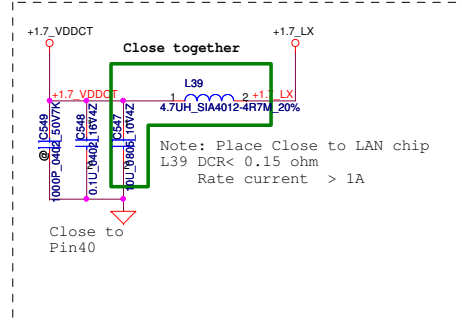 +1.7_VDDCT
+1.7_LX
Close together
L39
+1.7_VDDCT
1
2
+1.7_LX
4.7UH_SIA4012-4R7M_20%
@
C549
1000P_0402_50V7K
C548
0.1U_0402_16V4Z
C547
10U_0805_10V4Z
Note: Place Close to LAN chip
L39 DCR< 0.15 ohm
Rate current > 1A
Close to
Pin40